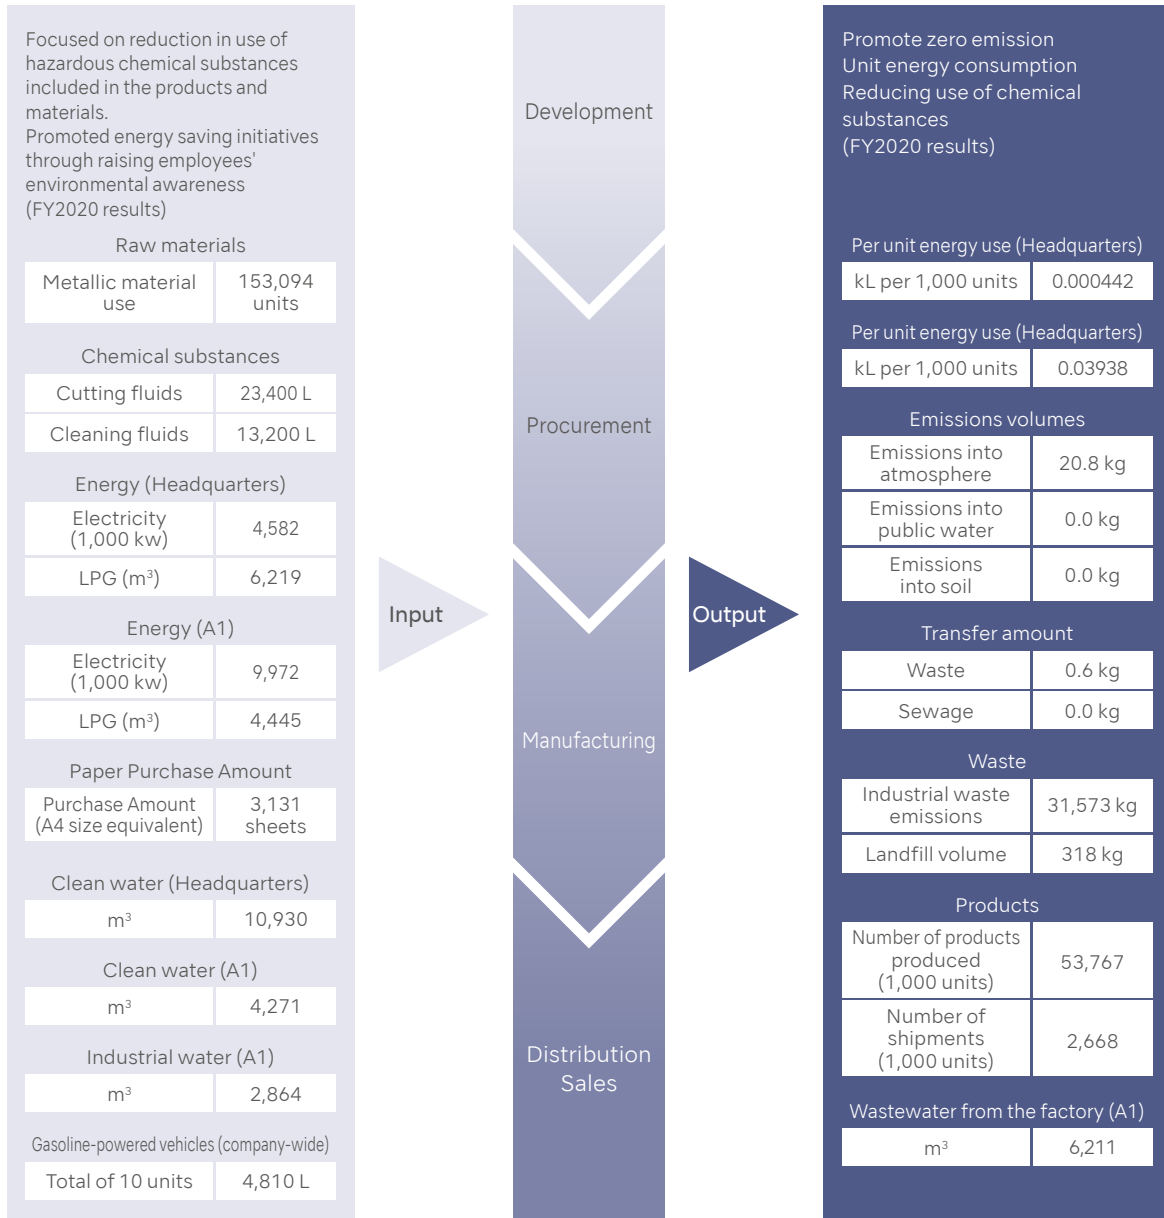 Focused on reduction in use of
hazardous chemical substances
included in the products and
materials.
Promoted energy saving initiatives
through raising employees'
environmental awareness
(FY2020 results)
Raw materials
Metallic material
use
153,094
units
Chemical substances
Cutting fluids
23,400 L
Cleaning fluids
13,200 L
Energy (Headquarters)
Electricity
(1,000 kw)
4,582
LPG (m³)
6,219
Energy (A1)
Electricity
(1,000 kw)
9,972
LPG (m³)
4,445
Paper Purchase Amount
Purchase Amount
(A4 size equivalent)
3,131
sheets
Clean water (Headquarters)
m³
10,930
Clean water (A1)
m³
4,271
Industrial water (A1)
m³
2,864
Gasoline-powered vehicles (company-wide)
Total of 10 units
4,810 L
Input
Development
Procurement
Manufacturing
Distribution
Sales
Output
Promote zero emission
Unit energy consumption
Reducing use of chemical
substances
(FY2020 results)
Per unit energy use (Headquarters)
kL per 1,000 units
0.000442
Per unit energy use (Headquarters)
kL per 1,000 units
0.03938
Emissions volumes
Emissions into
atmosphere
20.8 kg
Emissions into
public water
0.0 kg
Emissions
into soil
0.0 kg
Transfer amount
Waste
0.6 kg
Sewage
0.0 kg
Waste
Industrial waste
emissions
31,573 kg
Landfill volume
318 kg
Products
Number of products
produced
(1,000 units)
53,767
Number of
shipments
(1,000 units)
2,668
Wastewater from the factory (A1)
m³
6,211